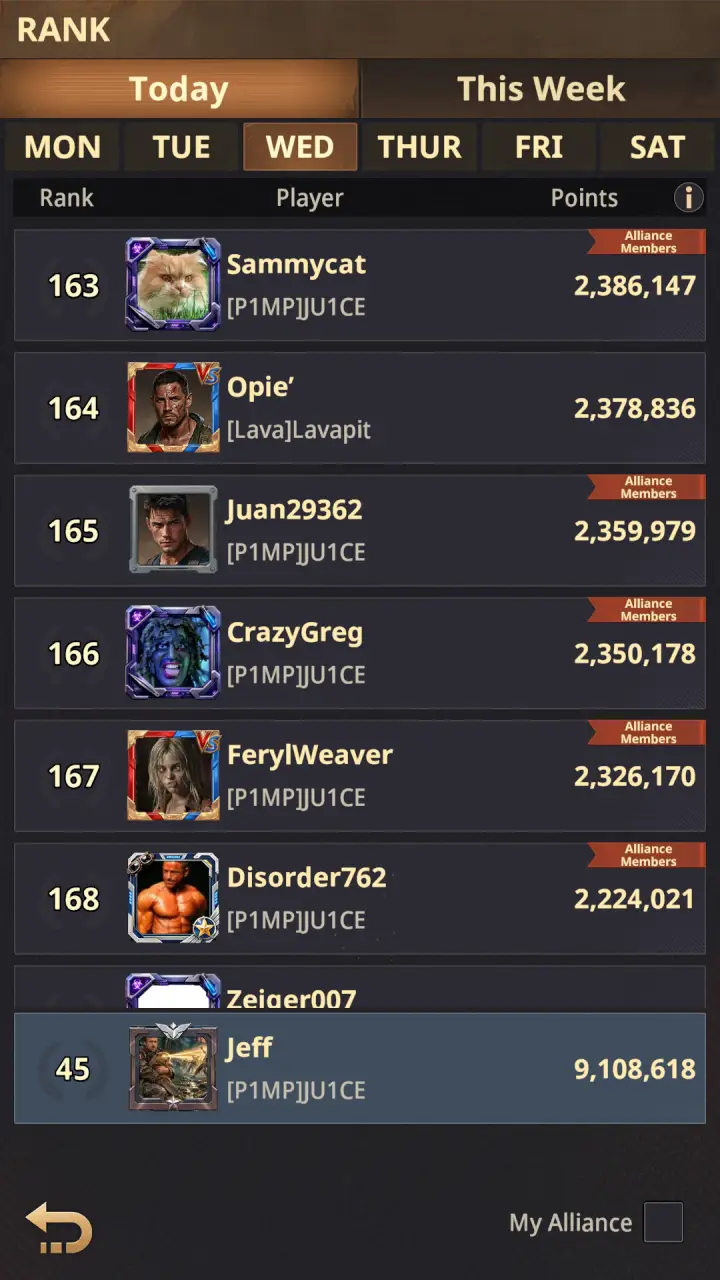 RANK
Today
This Week
MON
TUE
WED
THUR
FRI
SAT
Rank
Player
Points
i
Alliance
Members
163
Sammycat
[P1MP]JU1CE
2,386,147
VS
164
Opie’
[Lava]Lavapit
2,378,836
Alliance
Members
165
Juan29362
[P1MP]JU1CE
2,359,979
Alliance
Members
166
CrazyGreg
[P1MP]JU1CE
2,350,178
Alliance
Members
VS
167
FerylWeaver
[P1MP]JU1CE
2,326,170
Alliance
Members
168
Disorder762
[P1MP]JU1CE
2,224,021
Zeiger007
45
Jeff
[P1MP]JU1CE
9,108,618
My Alliance